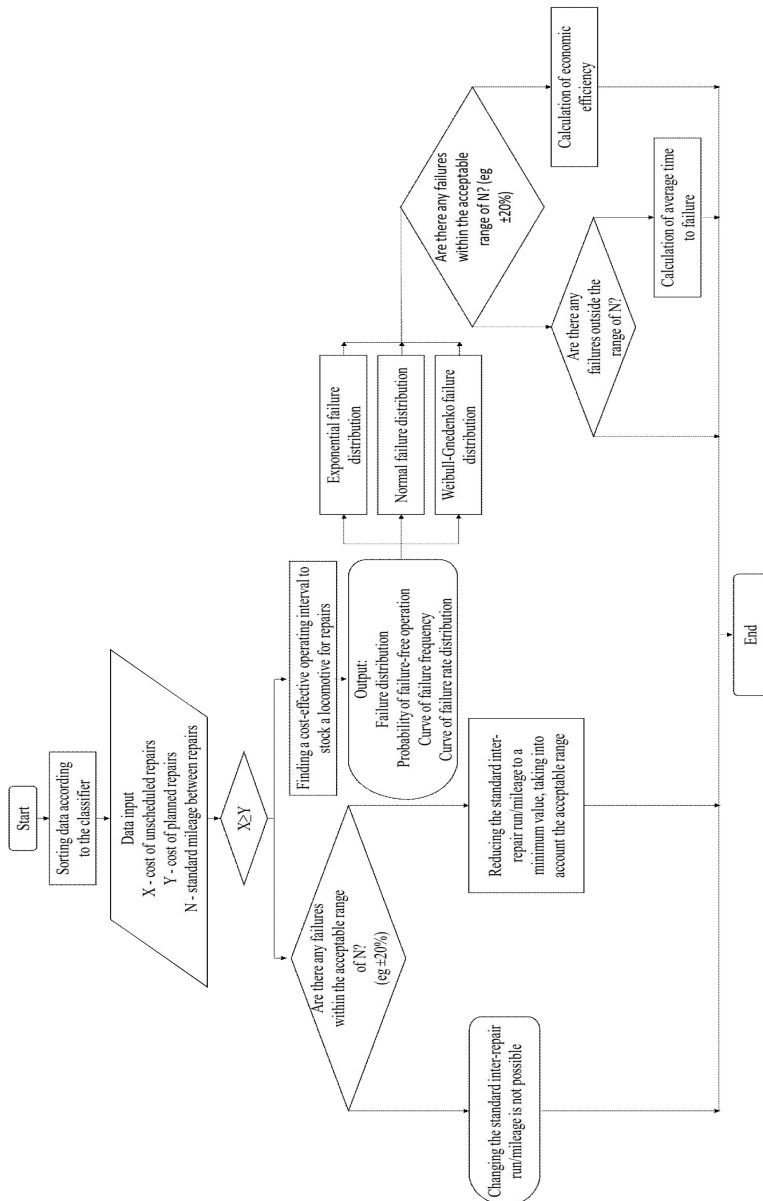 Start
Sorting data according
to the classifier
Data input
X - cost of unscheduled repairs
Y - cost of planned repairs
N - standard mileage between repairs
X≥Y
Are there any failures
within the acceptable range
of N?
(eg ±20%)
Changing the standard inter-repair
run/mileage is not possible
Reducing the standard inter-
repair run/mileage to a
minimum value, taking into
account the acceptable range
Finding a cost-effective operating interval to
stock a locomotive for repairs
Output:
Failure distribution
Probability of failure-free operation
Curve of failure frequency
Curve of failure rate distribution
Exponential failure
distribution
Normal failure distribution
Weibull-Gnedenko failure
distribution
Are there any failures
within the acceptable
range of N? (eg
±20%)
Are there any
failures outside the
range of N?
Calculation of average time
to failure
Calculation of economic
efficiency
End